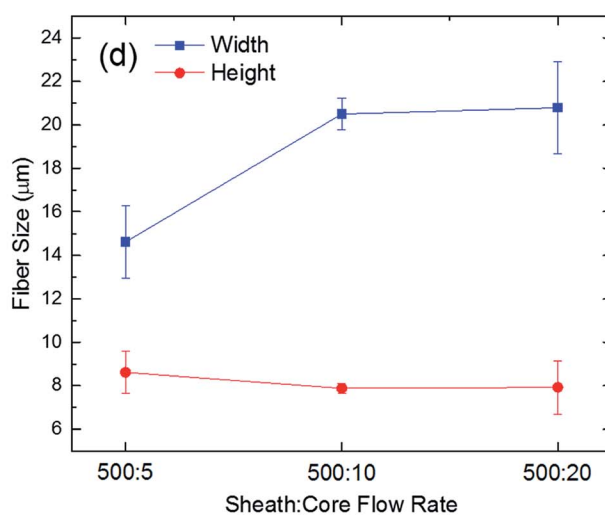 (d)
Width
Height
Fiber Size (μm)
24
22
20
18
16
14
12
10
8
6
500:5 500:10 500:20
Sheath:Core Flow Rate